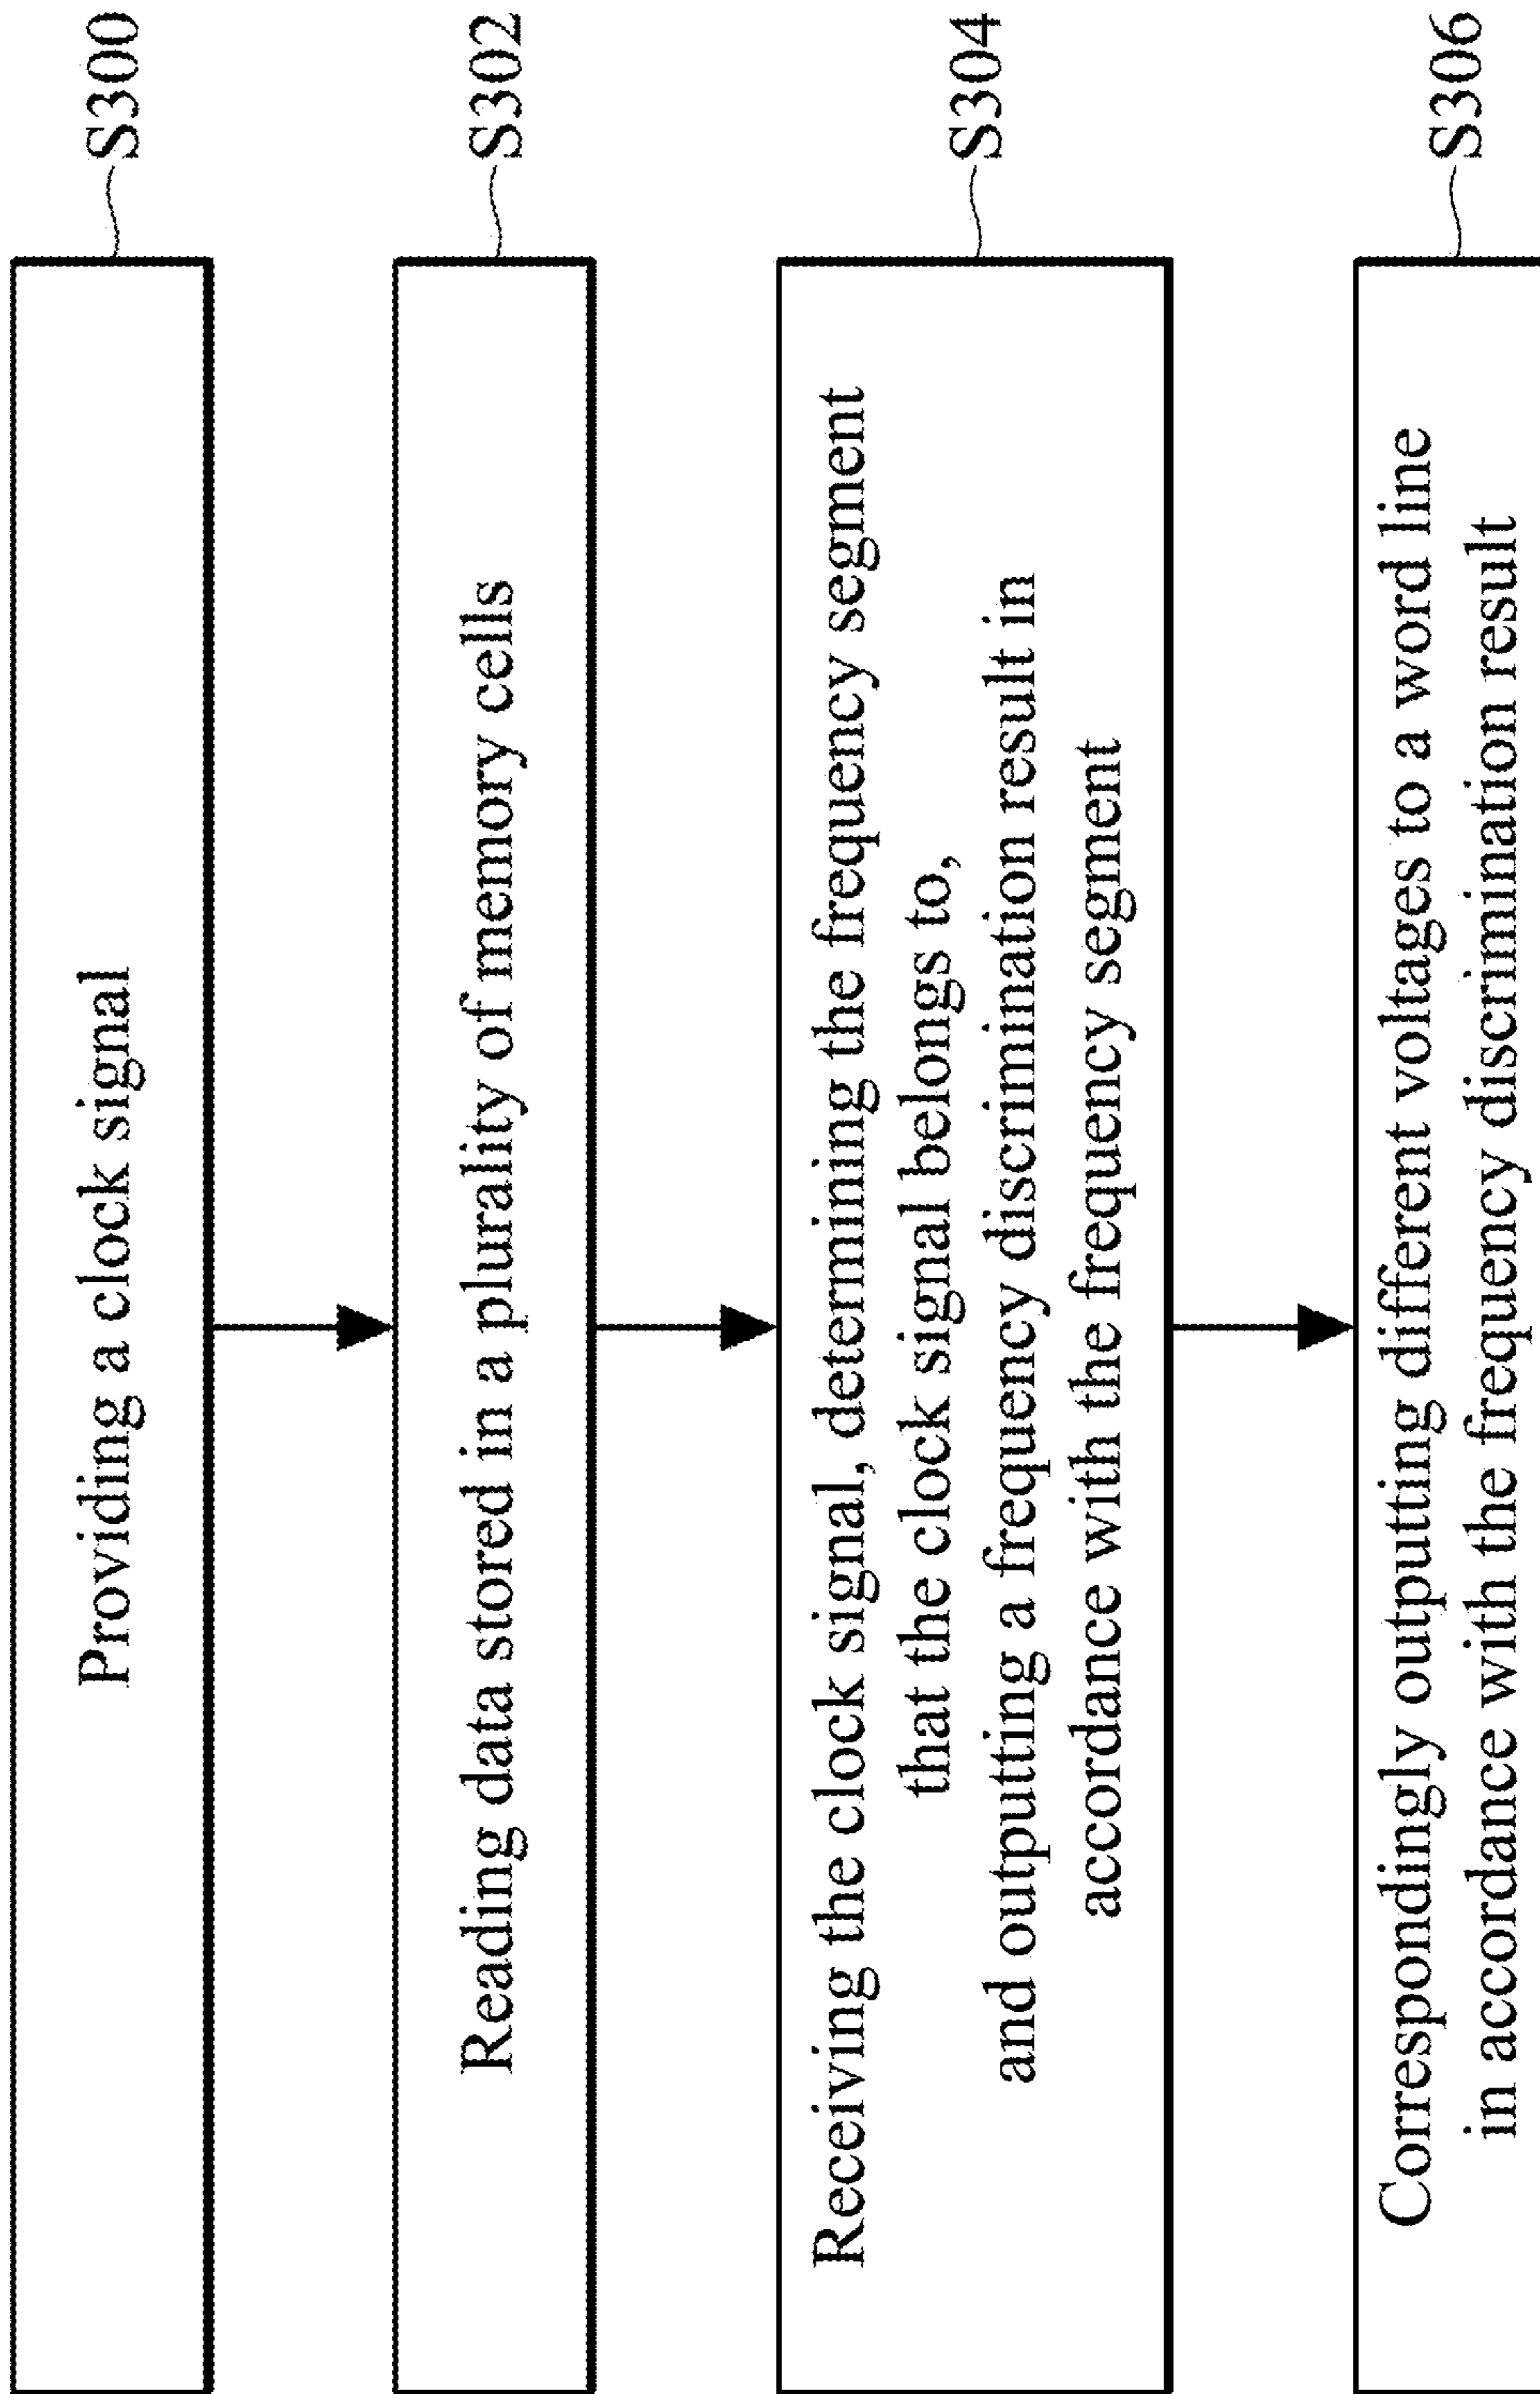 Providing a clock signal
S300
Reading data stored in a plurality of memory cells
S302
Receiving the clock signal, determining the frequency segment
that the clock signal belongs to,
and outputting a frequency discrimination result in
accordance with the frequency segment
S304
Correspondingly outputting different voltages to a word line
in accordance with the frequency discrimination result
S306